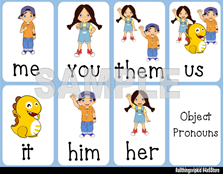 me you them us
SAMPLE
it him her Object
Pronouns